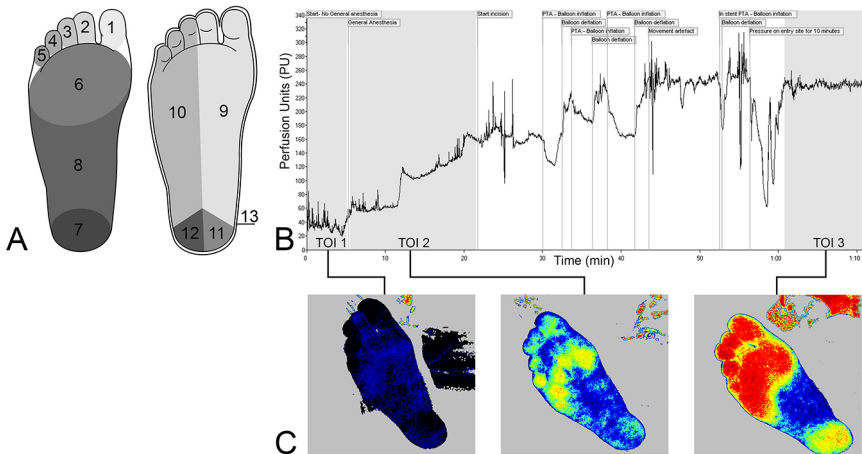 A
1
2
3
4
5
6
8
7
10
9
12
11
13
B
Perfusion Units (PU)
340
320
300
280
260
240
220
200
180
160
140
120
100
80
60
40
20
0
Start- No General anesthesia
General Anesthesia
Start incision
PTA - Balloon inflation
PTA - Balloon inflation
In stent PTA - Balloon inflation
Balloon deflation
Balloon deflation
Balloon deflation
PTA - Balloon inflation
Movement artefact
Pressure on entry site for 10 minutes
Balloon deflation
TOI 1
TOI 2
TOI 3
0
10
20
30
40
50
1:00
1:10
Time (min)
C